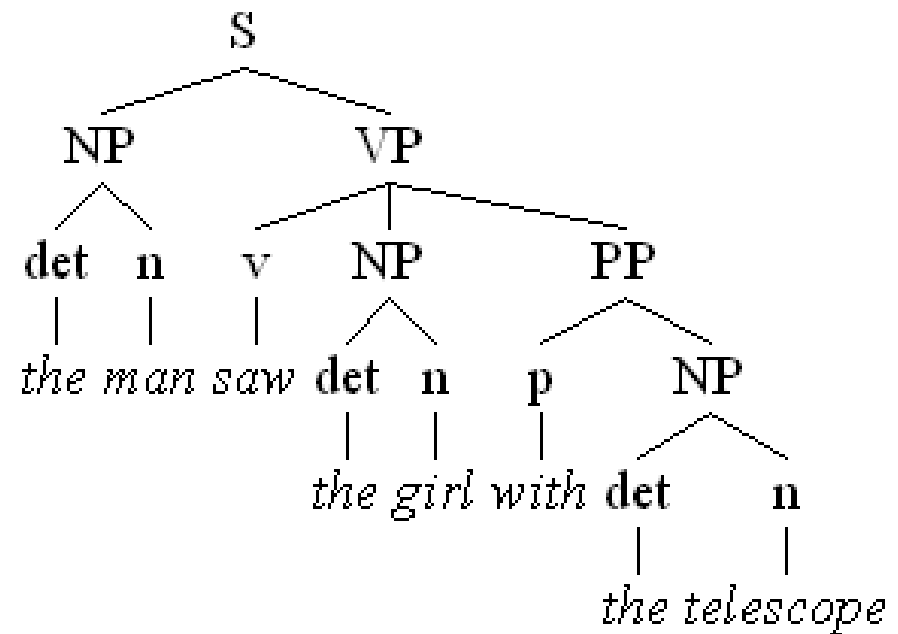 S
NP VP
det n v NP PP
the man saw det n p NP
the girl with det n
the telescope